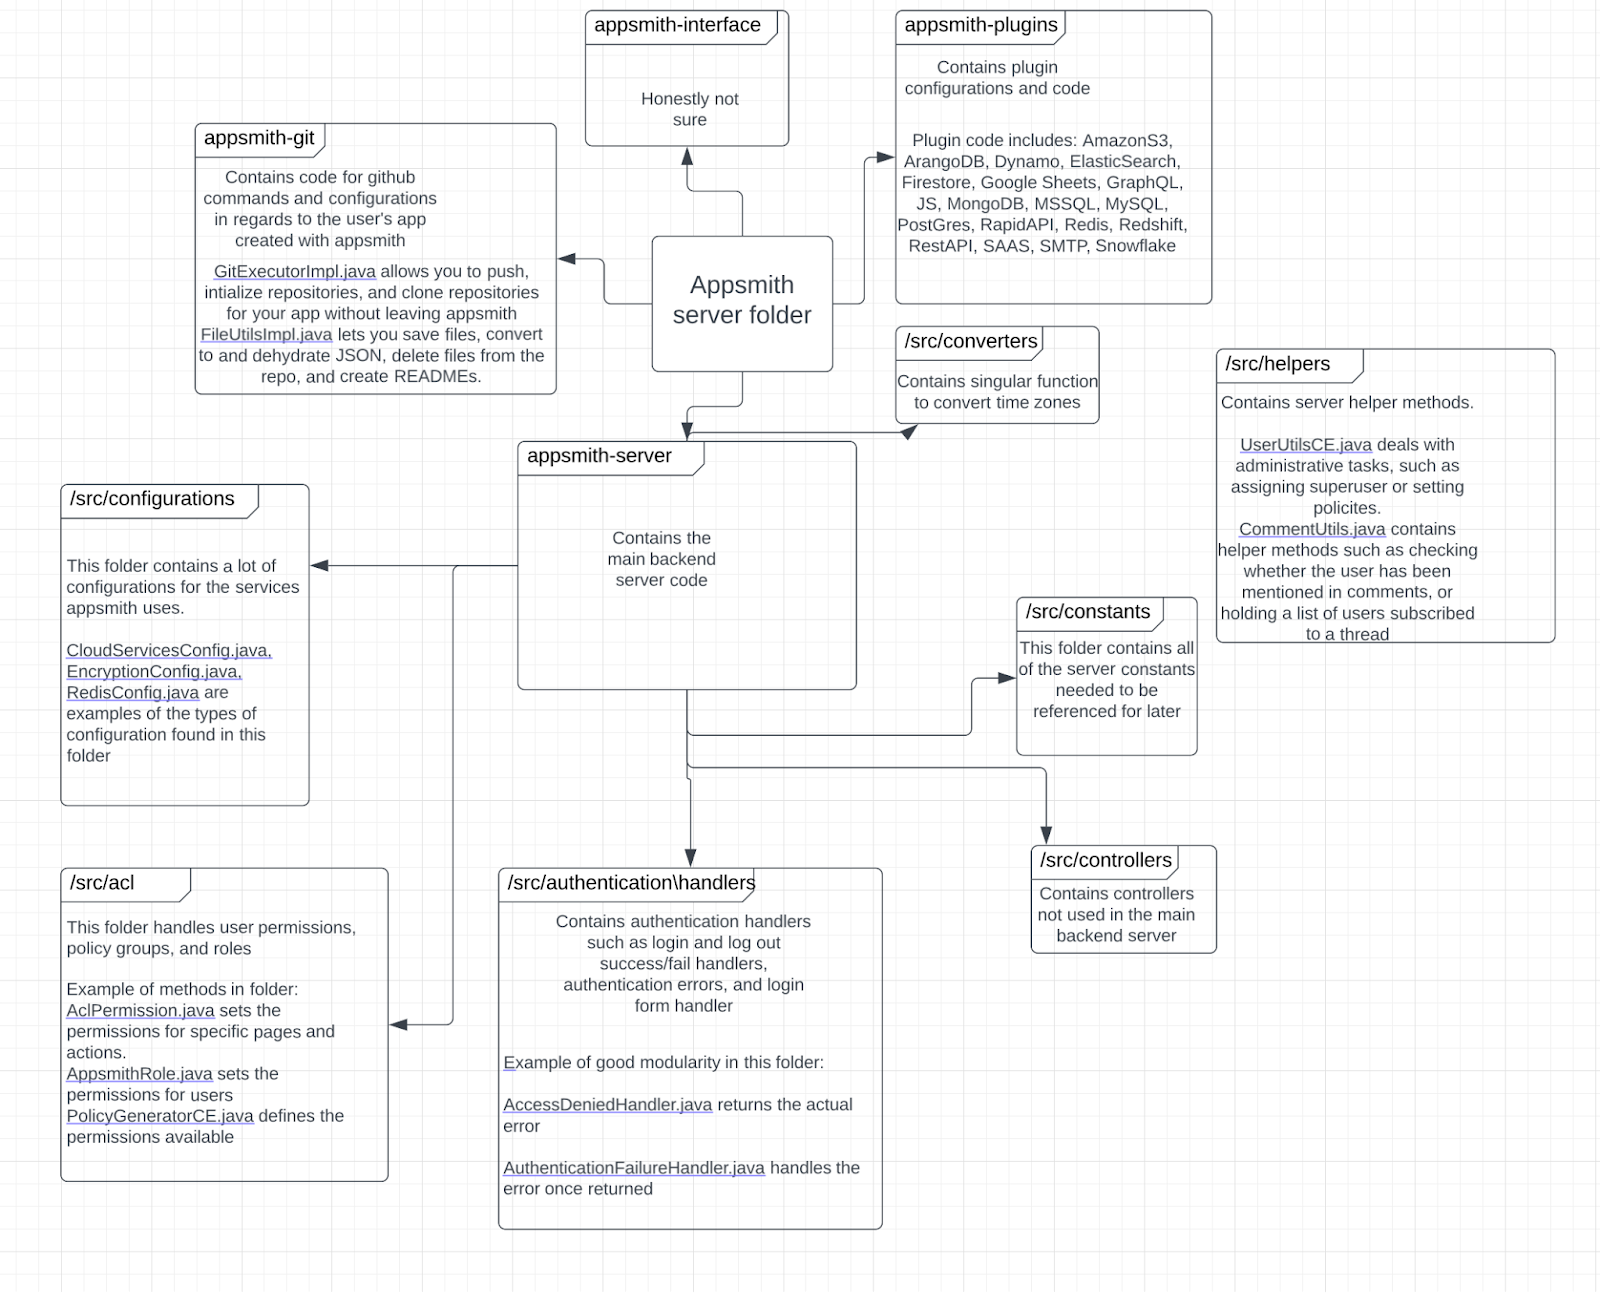 appsmith-interface
Honestly not
sure
appsmith-plugins
Contains plugin
configurations and code
Plugin code includes: AmazonS3,
ArangoDB, Dynamo, ElasticSearch,
Firestore, Google Sheets, GraphQL,
JS, MongoDB, MSSQL, MySQL,
PostGres, RapidAPI, Redis, Redshift,
RestAPI, SAAS, SMTP, Snowflake
appsmith-git
Contains code for github
commands and configurations
in regards to the user's app
created with appsmith
GitExecutorImpl.java allows you to push,
intialize repositories, and clone repositories
for your app without leaving appsmith
FileUtilsImpl.java lets you save files, convert
to and dehydrate JSON, delete files from the
repo, and create READMEs.
Appsmith
server folder
/src/converters
Contains singular function
to convert time zones
/src/helpers
Contains server helper methods.
UserUtilsCE.java deals with
administrative tasks, such as
assigning superuser or setting
policites.
CommentUtils.java contains
helper methods such as checking
whether the user has been
mentioned in comments, or
holding a list of users subscribed
to a thread
appsmith-server
Contains the
main backend
server code
/src/configurations
This folder contains a lot of
configurations for the services
appsmith uses.
CloudServicesConfig.java,
EncryptionConfig.java,
RedisConfig.java are
examples of the types of
configuration found in this
folder
/src/constants
This folder contains all
of the server constants
needed to be
referenced for later
/src/controllers
Contains controllers
not used in the main
backend server
/src/acl
This folder handles user permissions,
policy groups, and roles
Example of methods in folder:
AclPermission.java sets the
permissions for specific pages and
actions.
AppsmithRole.java sets the
permissions for users
PolicyGeneratorCE.java defines the
permissions available
/src/authentication\handlers
Contains authentication handlers
such as login and log out
success/fail handlers,
authentication errors, and login
form handler
Example of good modularity in this folder:
AccessDeniedHandler.java returns the actual
error
AuthenticationFailureHandler.java handles the
error once returned